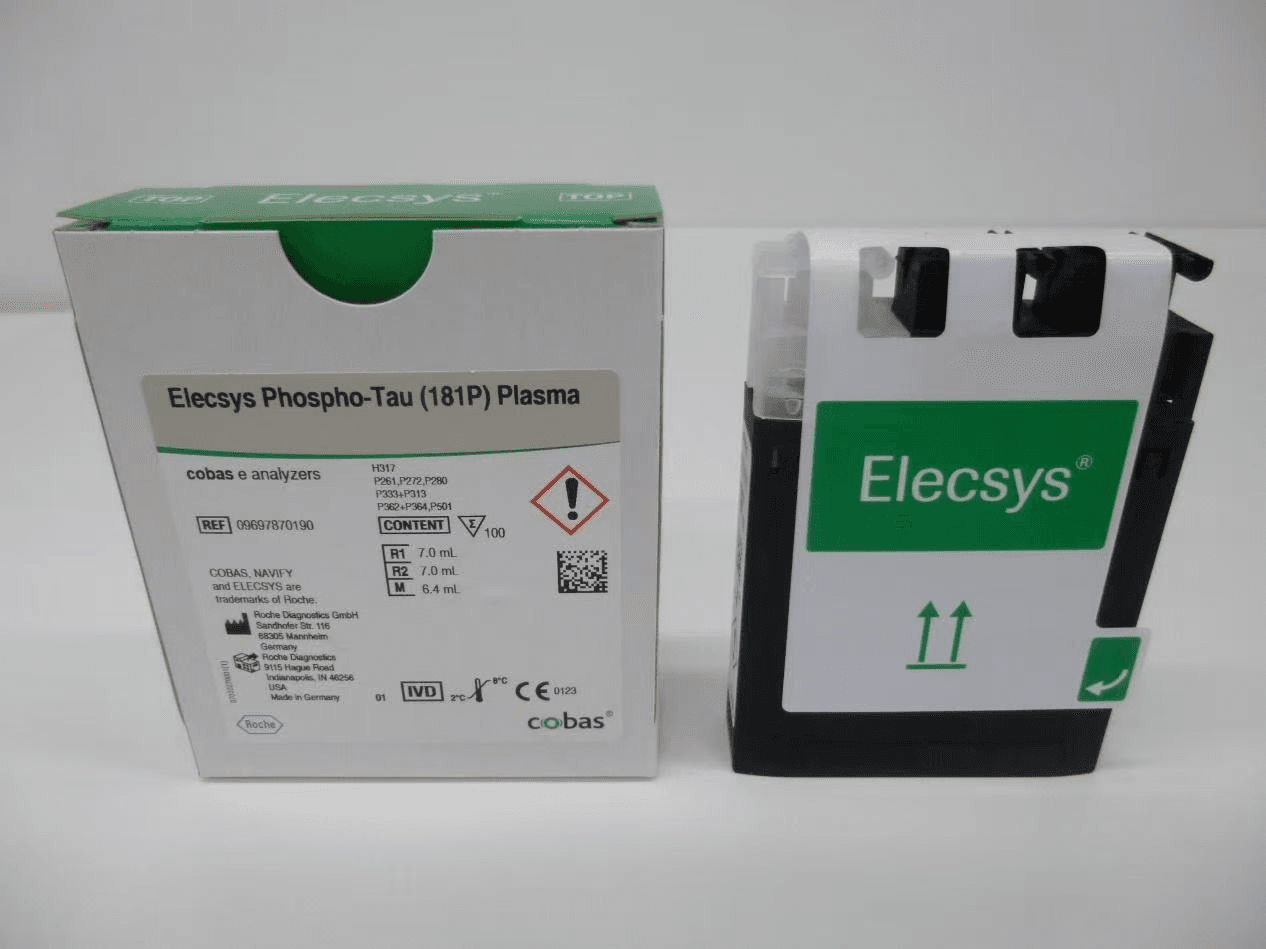 TOP Elecsys TOP
Elecsys Phospho-Tau (181P) Plasma
cobas e analyzers
H317
P261,P272,P280
P333+P313
P362+P364,P501
REF 09697870190
CONTENT Σ 100
R1 7.0 mL
R2 7.0 mL
M 6.4 mL
COBAS, NAVIFY
and ELECSYS are
trademarks of Roche.
Roche Diagnostics GmbH
Sandhofer Str. 116
68305 Mannheim
Germany
Roche Diagnostics
9115 Hague Road
Indianapolis, IN 46256
USA
Made in Germany
01 IVD 2°C 8°C CE 0123
Roche
cobas®
Elecsys®